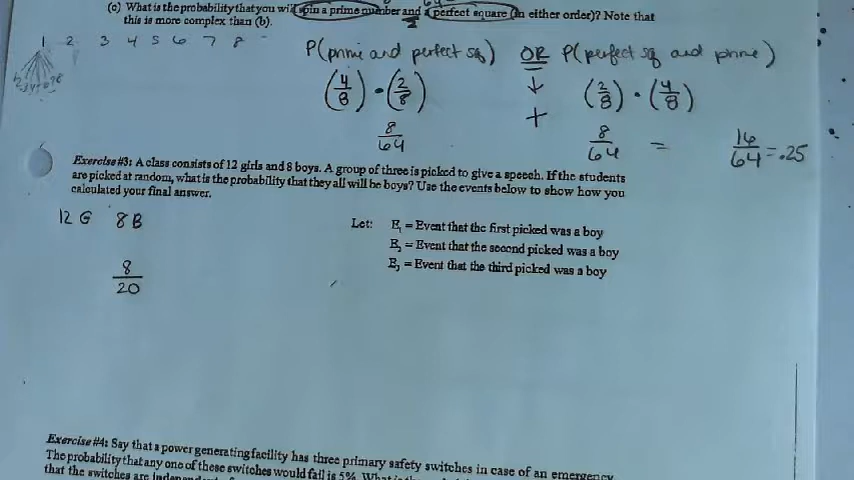 (c) What is the probability that you will spin a prime number and a perfect square (in either order)? Note that
this is more complex than (b).
1 2 3 4 5 6 7 8
P(prime and perfect sq) OR P(perfect sq and prime)
(4/8) • (2/8) + (2/8) • (4/8)
8/64 8/64 = 16/64 = .25
Exercise #3: A class consists of 12 girls and 8 boys. A group of three is picked to give a speech. If the students
are picked at random, what is the probability that they all will be boys? Use the events below to show how you
calculated your final answer.
12 G 8 B
8/20
Let: E₁ = Event that the first picked was a boy
E₂ = Event that the second picked was a boy
E₃ = Event that the third picked was a boy
Exercise #4: Say that a power generating facility has three primary safety switches in case of an emergency
The probability that any one of these switches would fail is 5%. What is the
that the switches are